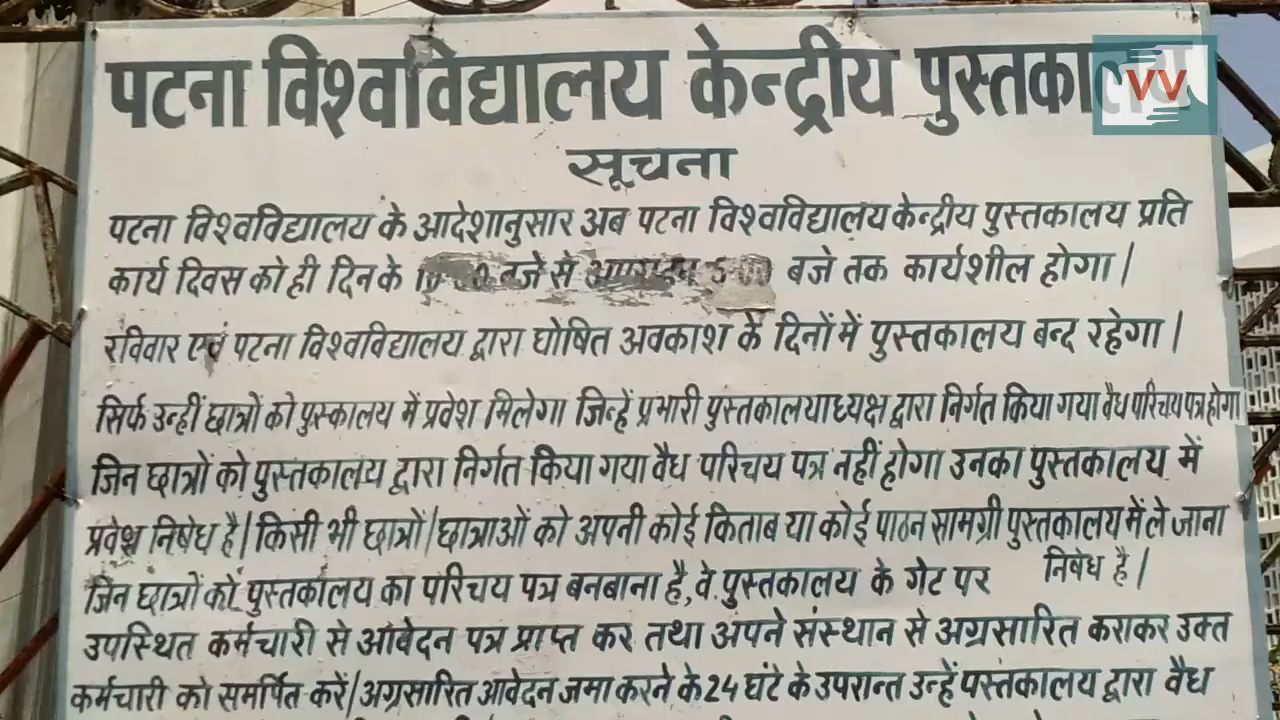 पटना विश्वविद्यालय केन्द्रीय पुस्तकालय
VV
सूचना
पटना विश्वविद्यालय के आदेशानुसार अब पटना विश्वविद्यालय केन्द्रीय पुस्तकालय प्रति
कार्य दिवस को ही दिन के बजे से बजे तक कार्यशील होगा|
रविवार एवं पटना विश्वविद्यालय द्वारा घोषित अवकाश के दिनों में पुस्तकालय बन्द रहेगा|
सिर्फ उन्हीं छात्रों को पुस्कालय में प्रवेश मिलेगा जिन्हें प्रभारी पुस्तकालयाध्यक्ष द्वारा निर्गत किया गया वैध परिचय पत्र होगा
जिन छात्रों को पुस्तकालय द्वारा निर्गत किया गया वैध परिचय पत्र नहीं होगा उनका पुस्तकालय में
प्रवेश निषेध है| किसी भी छात्रों/छात्राओं को अपनी कोई किताब या कोई पाठन सामग्री पुस्तकालय में ले जाना
निषेध है|
जिन छात्रों को पुस्तकालय का परिचय पत्र बनबाना है, वे पुस्तकालय के गेट पर
उपस्थित कर्मचारी से आवेदन पत्र प्राप्त कर तथा अपने संस्थान से अग्रसारित कराकर उक्त
कर्मचारी को समर्पित करें| अग्रसारित आवेदन जमा करने के 24 घंटे के उपरान्त उन्हें पुस्तकालय द्वारा वैध